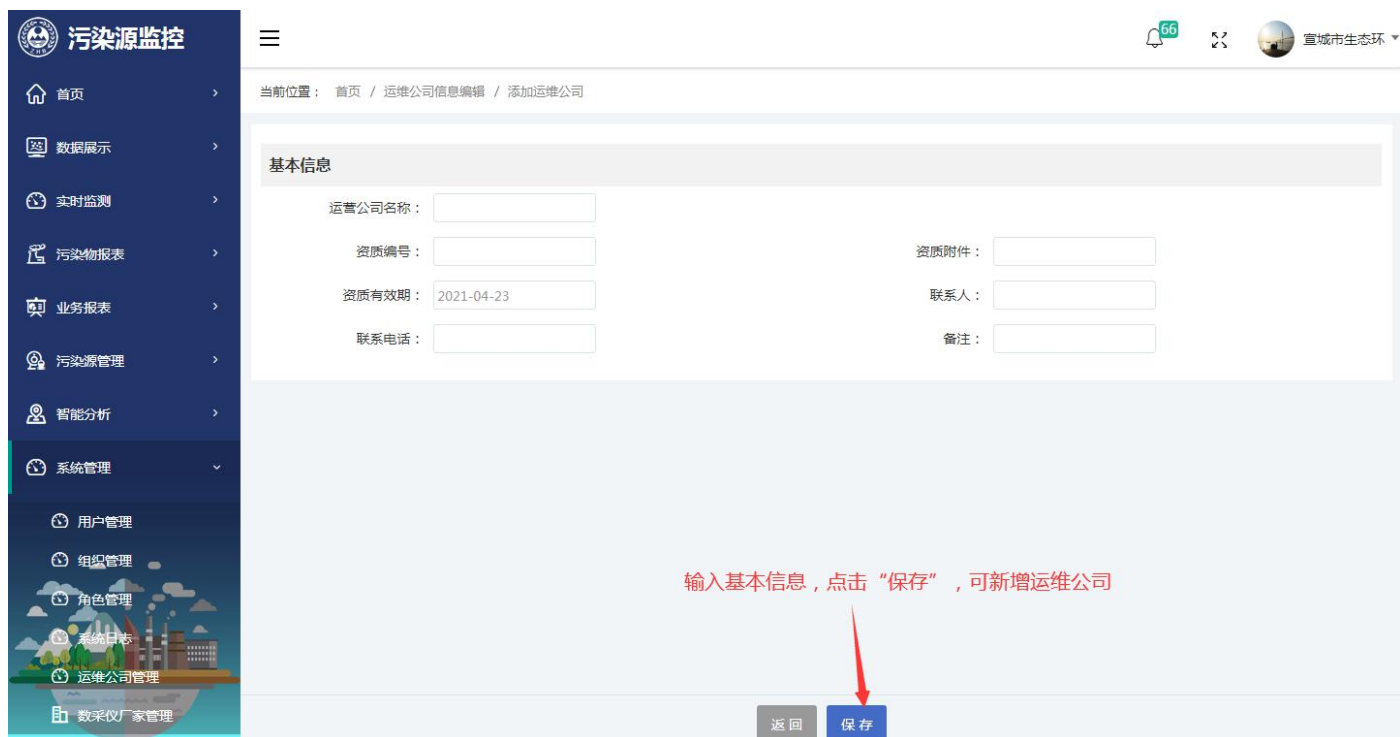 污染源监控
66
宣城市生态环
首页
当前位置： 首页 / 运维公司信息编辑 / 添加运维公司
数据展示
基本信息
实时监测
运营公司名称：
污染物报表
资质编号：
资质附件：
业务报表
资质有效期： 2021-04-23
联系人：
联系电话：
备注：
污染源管理
智能分析
系统管理
用户管理
组织管理
输入基本信息，点击“保存”，可新增运维公司
角色管理
系统日志
运维公司管理
数采仪厂家管理
返回
保存